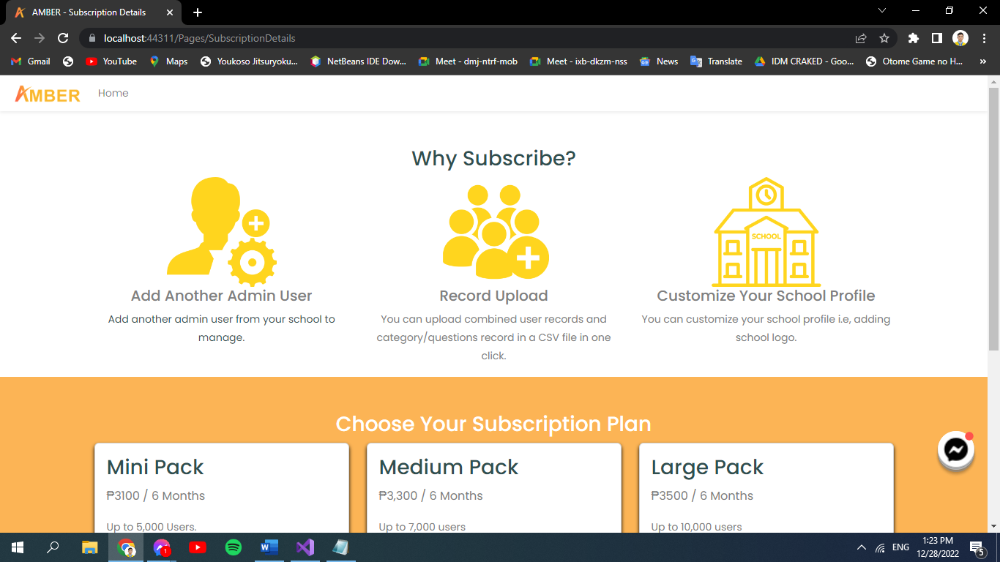 AMBER - Subscription Details
localhost:44311/Pages/SubscriptionDetails
Gmail YouTube Maps Youkoso Jitsuryoku... NetBeans IDE Dow... Meet - dmj-ntrf-mob Meet - ixb-dkzm-nss News Translate IDM CRAKED - Goo... Otome Game no H... »
AMBER Home
Why Subscribe?
SCHOOL
Add Another Admin User
Add another admin user from your school to
manage.
Record Upload
You can upload combined user records and
category/questions record in a CSV file in one
click.
Customize Your School Profile
You can customize your school profile i.e, adding
school logo.
Choose Your Subscription Plan
Mini Pack
₱3100 / 6 Months
Up to 5,000 Users.
Medium Pack
₱3,300 / 6 Months
Up to 7,000 users
Large Pack
₱3500 / 6 Months
Up to 10,000 users
1
W
ENG
1:23 PM
12/28/2022
5